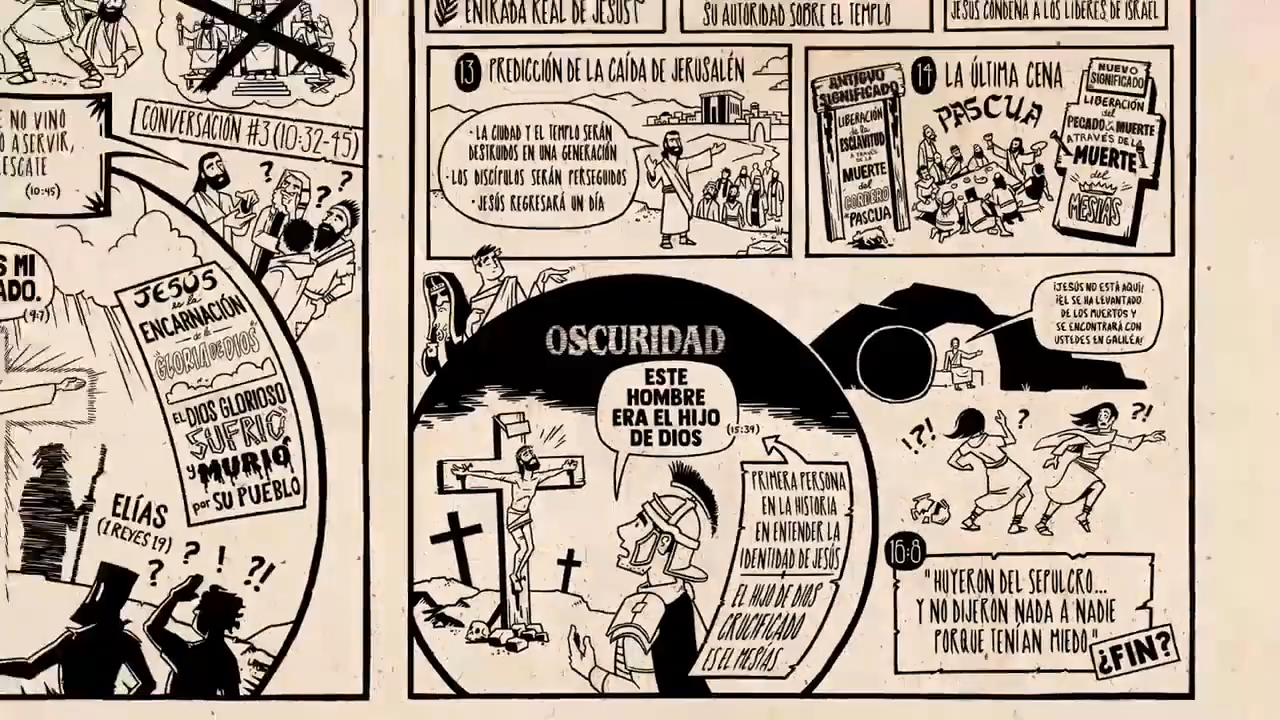 ENTRADA REAL DE JESÚS
SU AUTORIDAD SOBRE EL TEMPLO
JESÚS CONDENA A LOS LÍDERES DE ISRAEL
NO VINO
A SERVIR,
(10:45)
CONVERSACIÓN #3 (10:32-45)
? ? ?
13 PREDICCIÓN DE LA CAÍDA DE JERUSALÉN
· LA CIUDAD Y EL TEMPLO SERÁN
DESTRUIDOS EN UNA GENERACIÓN
· LOS DISCÍPULOS SERÁN PERSEGUIDOS
· JESÚS REGRESARÁ UN DÍA
14 LA ÚLTIMA CENA
PASCUA
ANTIGUO
SIGNIFICADO
LIBERACIÓN
de la
ESCLAVITUD
A TRAVÉS
DE LA
MUERTE
del
CORDERO
PASCUA
NUEVO
SIGNIFICADO
LIBERACIÓN
del
PECADO y la MUERTE
A TRAVÉS DE LA
MUERTE
del
MESÍAS
MI
(9:7)
JESÚS
es la
ENCARNACIÓN
de la
GLORIA DE DIOS
EL DIOS GLORIOSO
SUFRIÓ
y MURIÓ
por SU PUEBLO
ELÍAS
(1 REYES 19)
? ? ! ?!
OSCURIDAD
ESTE
HOMBRE
ERA EL HIJO
DE DIOS
(15:39)
PRIMERA PERSONA
EN LA HISTORIA
EN ENTENDER LA
IDENTIDAD DE JESÚS
EL HIJO DE DIOS
CRUCIFICADO
ES EL MESÍAS
¡JESÚS NO ESTÁ AQUÍ!
¡ÉL SE HA LEVANTADO
DE LOS MUERTOS Y
SE ENCONTRARÁ CON
USTEDES EN GALILEA!
!?! ? ?!
16:8
"HUYERON DEL SEPULCRO...
Y NO DIJERON NADA A NADIE
PORQUE TENÍAN MIEDO."
¿FIN?